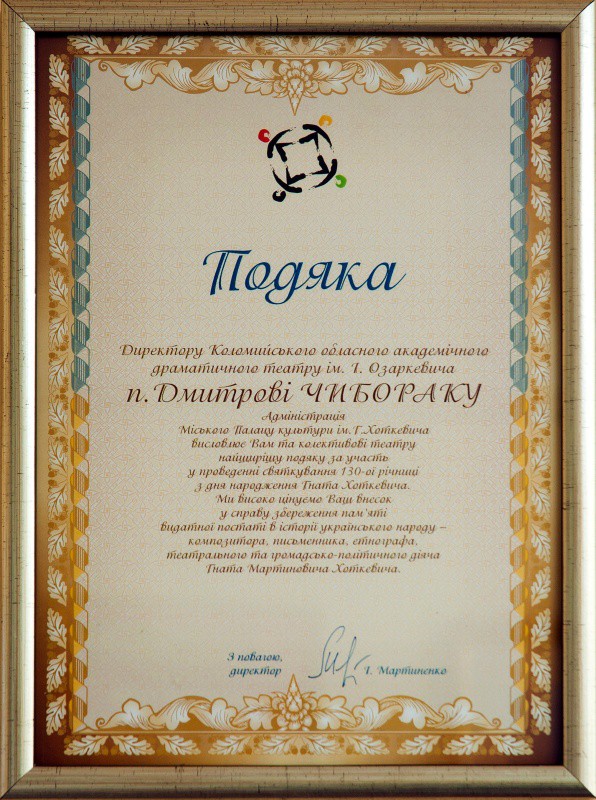 Подяка
Директору Коломийського обласного академічного
драматичного театру ім. І. Озаркевича
п. Дмитрові ЧИБОРАКУ
Адміністрація
Міського Палацу культури ім. Г. Хоткевича
висловлює Вам та колективові театру
найширішу подяку за участь
у проведенні святкування 130-ої річниці
з дня народження Гната Хоткевича.
Ми високо цінуємо Ваш внесок
у справу збереження пам'яті
видатної постаті в історії українського народу –
композитора, письменника, етнографа,
театрального та громадсько-політичного діяча
Гната Мартиновича Хоткевича.
З повагою,
директор І. Мартиненко